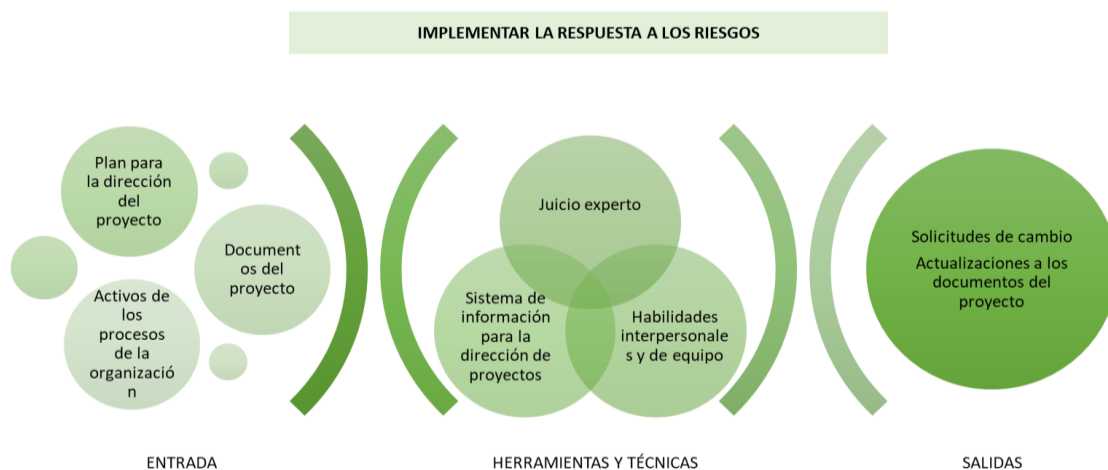 IMPLEMENTAR LA RESPUESTA A LOS RIESGOS
Plan para
la dirección
del
proyecto
Document
os del
proyecto
Activos de
los
procesos
de la
organizació
n
Juicio experto
Sistema de
información
para la
dirección de
proyectos
Habilidades
interpersonale
s y de equipo
Solicitudes de cambio
Actualizaciones a los
documentos del
proyecto
ENTRADA
HERRAMIENTAS Y TÉCNICAS
SALIDAS